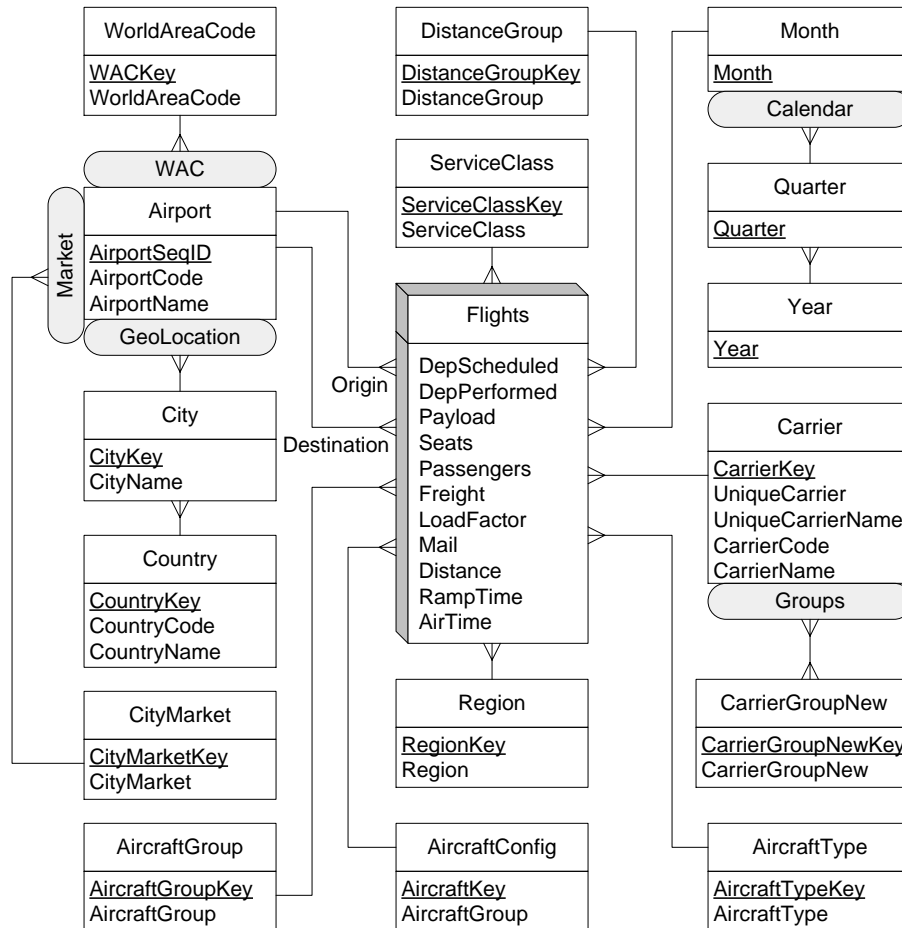 WorldAreaCode
WACKey
WorldAreaCode
WAC
Airport
AirportSeqID
AirportCode
AirportName
Market
GeoLocation
City
CityKey
CityName
Country
CountryKey
CountryCode
CountryName
CityMarket
CityMarketKey
CityMarket
AircraftGroup
AircraftGroupKey
AircraftGroup
DistanceGroup
DistanceGroupKey
DistanceGroup
ServiceClass
ServiceClassKey
ServiceClass
Origin
Destination
Flights
DepScheduled
DepPerformed
Payload
Seats
Passengers
Freight
LoadFactor
Mail
Distance
RampTime
AirTime
Region
RegionKey
Region
AircraftConfig
AircraftKey
AircraftGroup
Month
Month
Calendar
Quarter
Quarter
Year
Year
Carrier
CarrierKey
UniqueCarrier
UniqueCarrierName
CarrierCode
CarrierName
Groups
CarrierGroupNew
CarrierGroupNewKey
CarrierGroupNew
AircraftType
AircraftTypeKey
AircraftType